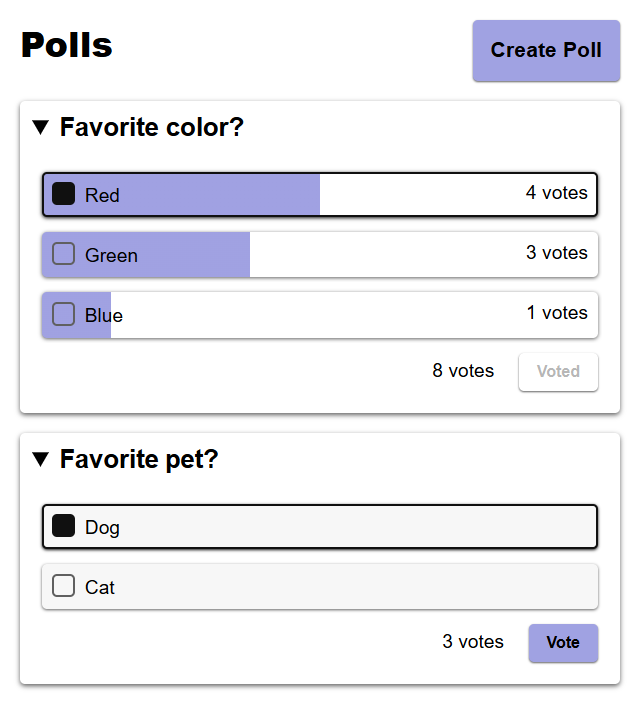 Polls
Create Poll
Favorite color?
Red 4 votes
Green 3 votes
Blue 1 votes
8 votes Voted
Favorite pet?
Dog
Cat
3 votes Vote